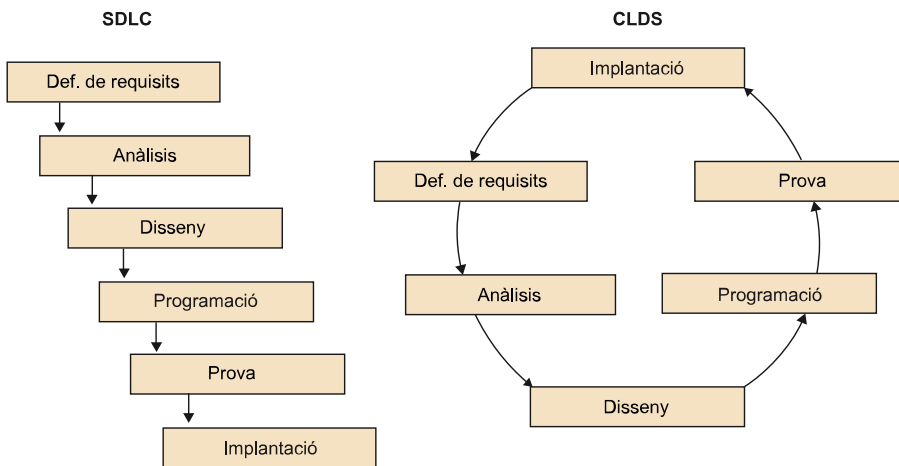 SDLC
Def. de requisits
Anàlisis
Disseny
Programació
Prova
Implantació
CLDS
Implantació
Def. de requisits
Anàlisis
Disseny
Programació
Prova